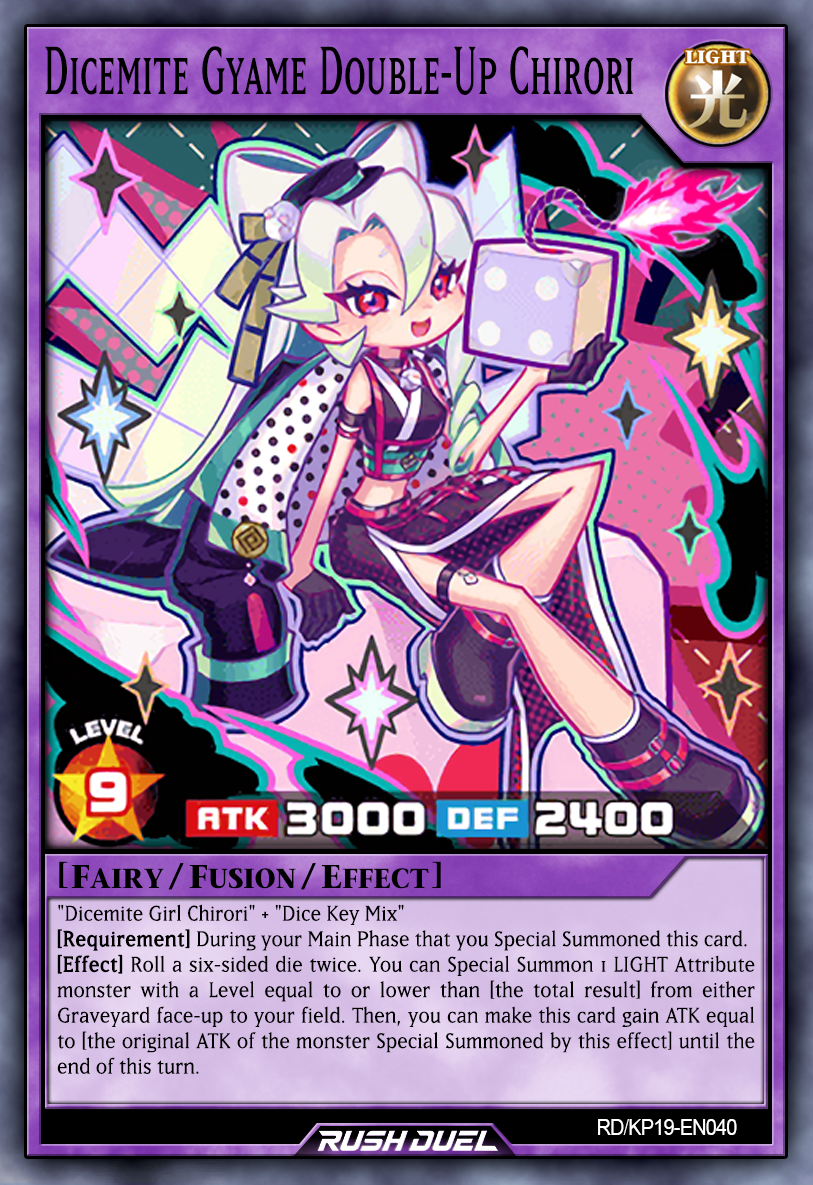 Dicemite Gyame Double-Up Chirori
LIGHT
光
LEVEL
9
ATK 3000 DEF 2400
[Fairy / Fusion / Effect]
"Dicemite Girl Chirori" + "Dice Key Mix"
[Requirement] During your Main Phase that you Special Summoned this card.
[Effect] Roll a six-sided die twice. You can Special Summon 1 LIGHT Attribute
monster with a Level equal to or lower than [the total result] from either
Graveyard face-up to your field. Then, you can make this card gain ATK equal
to [the original ATK of the monster Special Summoned by this effect] until the
end of this turn.
RD/KP19-EN040
RUSH DUEL